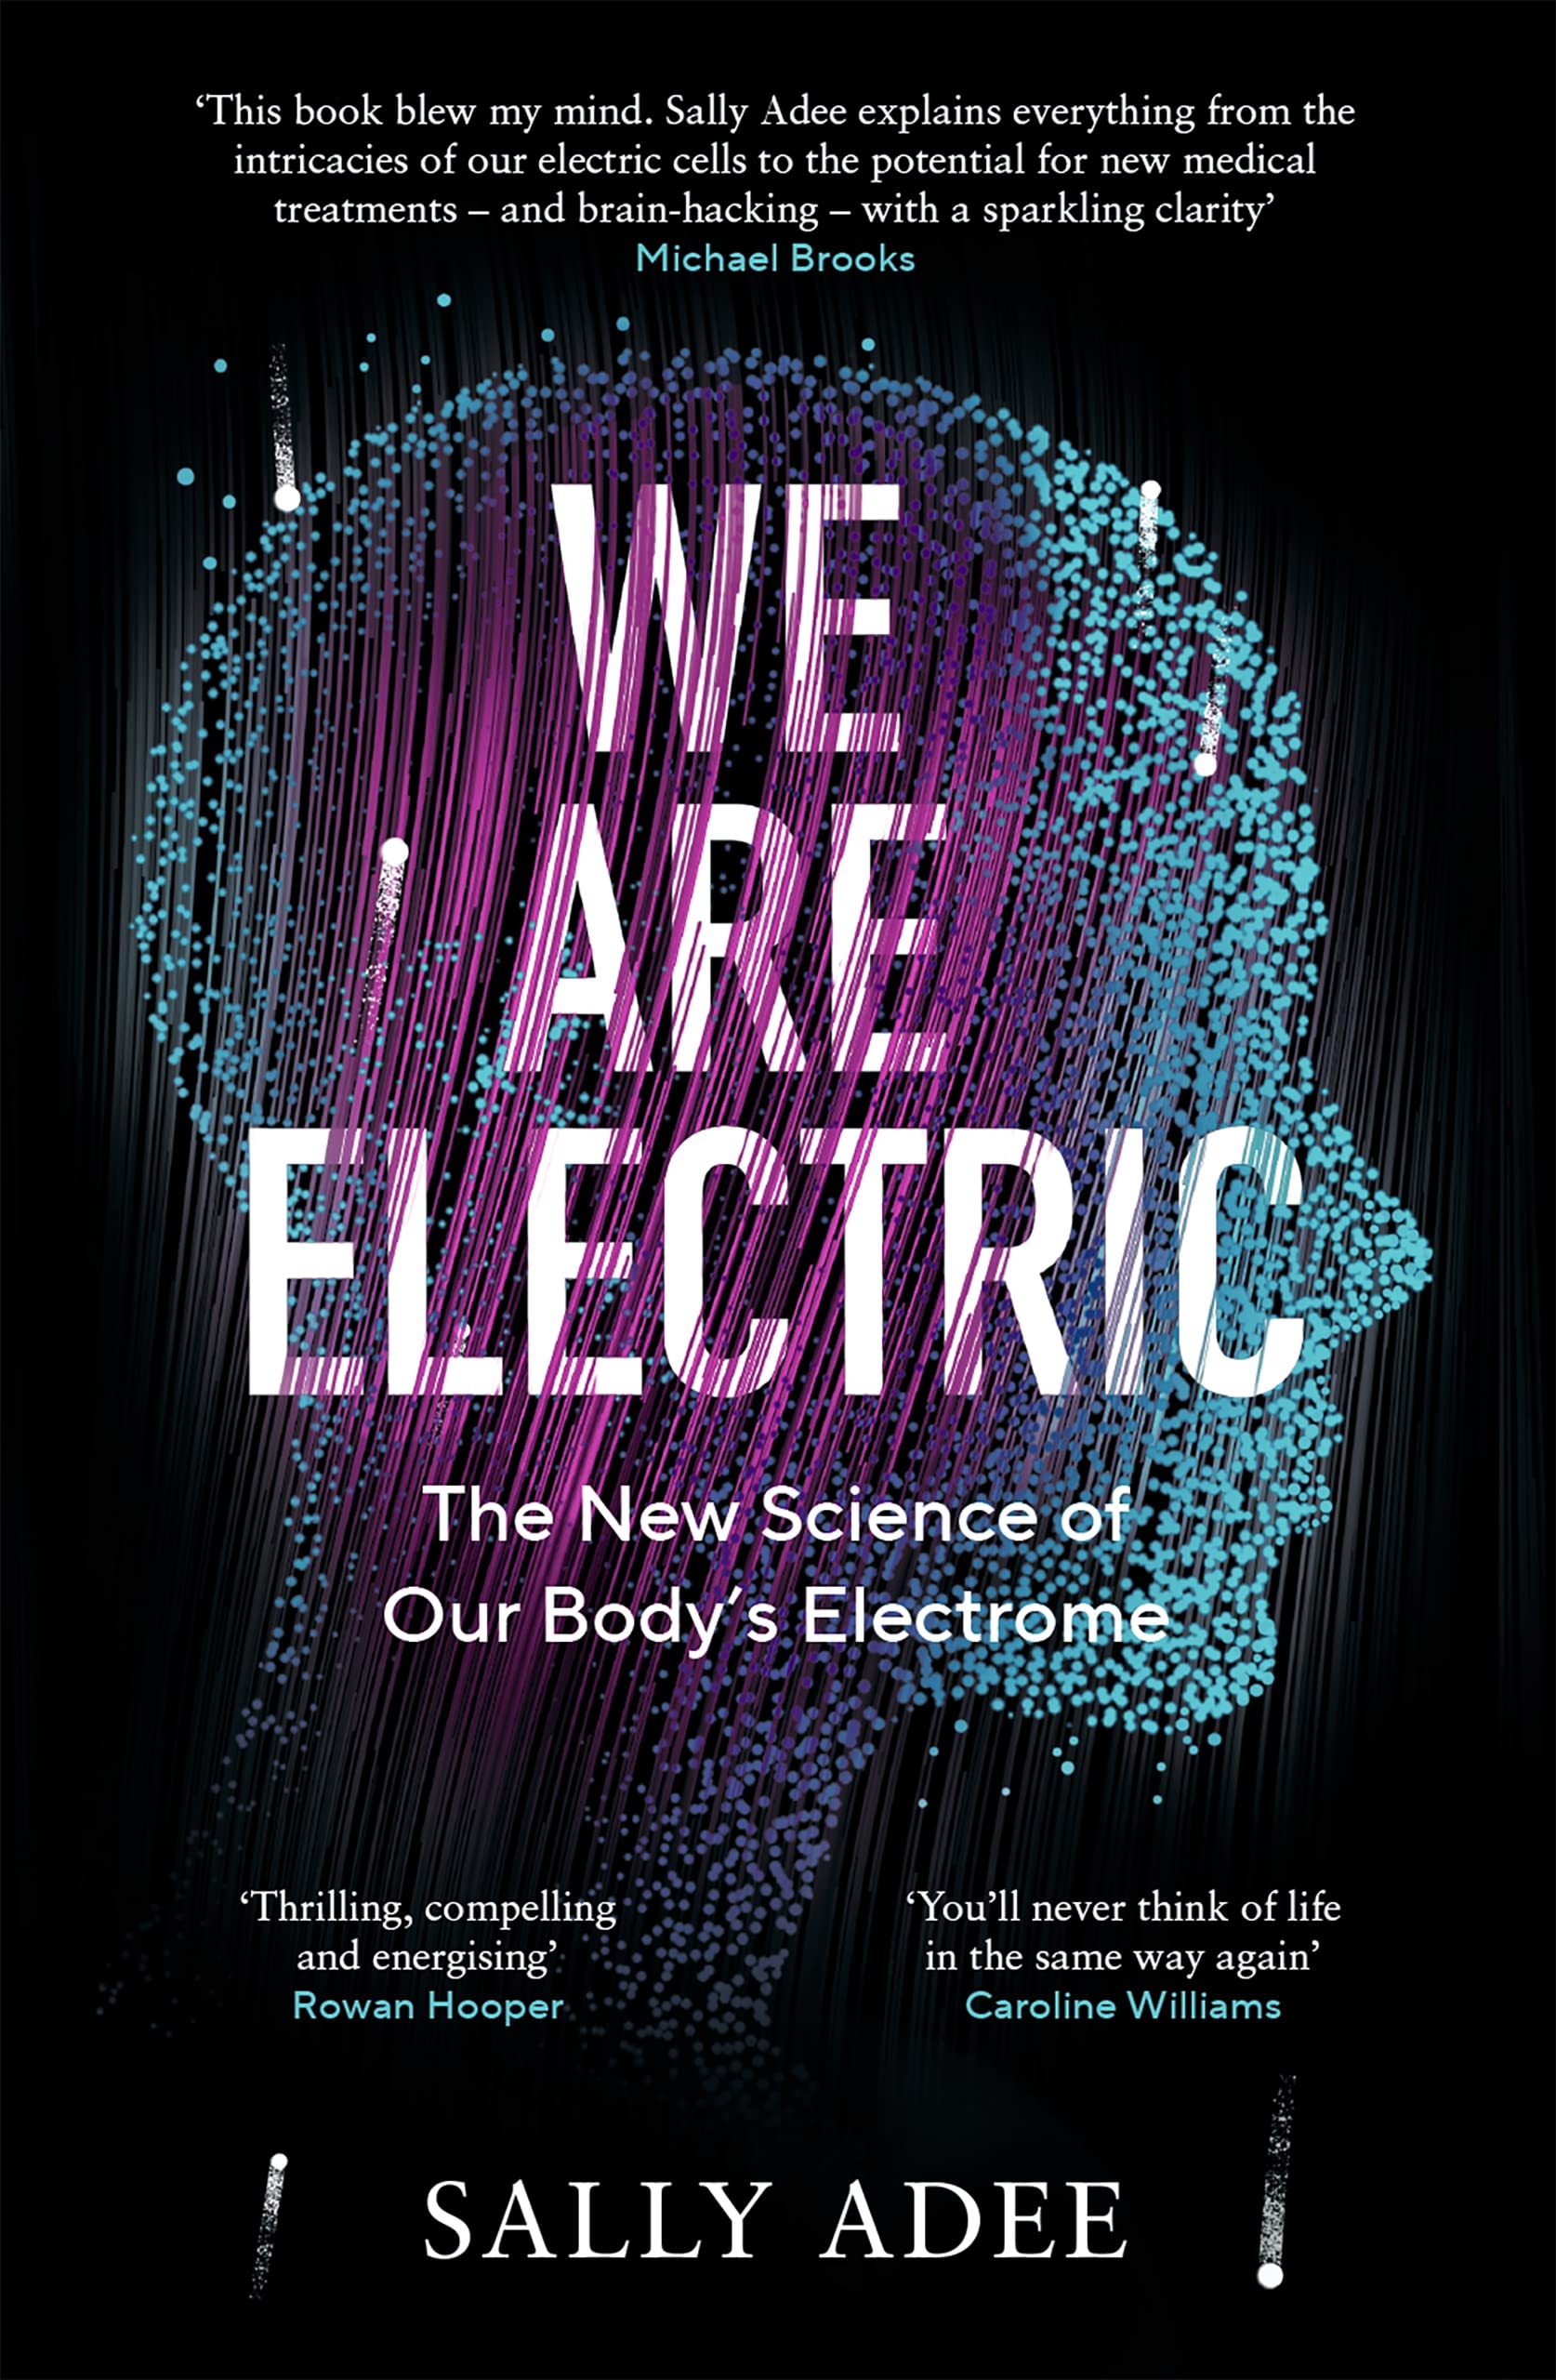 ‘This book blew my mind. Sally Adee explains everything from the
intricacies of our electric cells to the potential for new medical
treatments – and brain-hacking – with a sparkling clarity’
Michael Brooks
WE
ARE
ELECTRIC
The New Science of
Our Body’s Electrome
‘Thrilling, compelling
and energising’
Rowan Hooper
‘You’ll never think of life
in the same way again’
Caroline Williams
SALLY ADEE